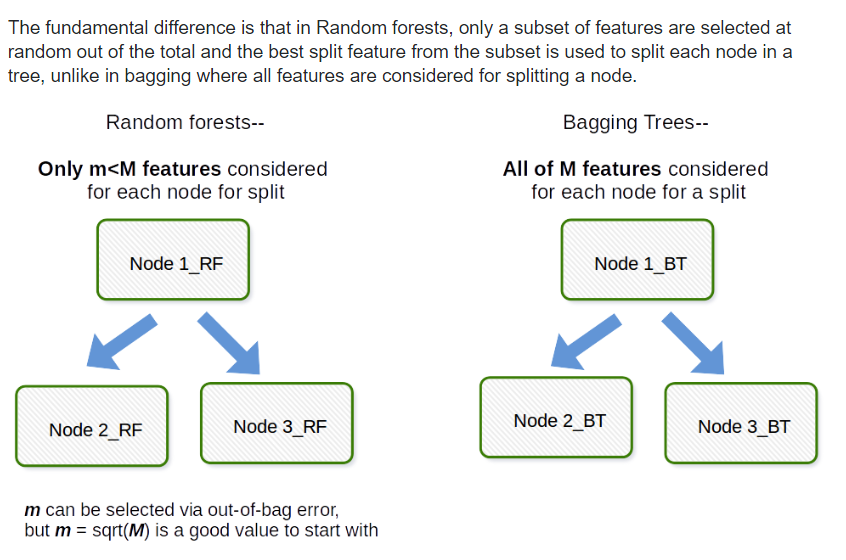 The fundamental difference is that in Random forests, only a subset of features are selected at
random out of the total and the best split feature from the subset is used to split each node in a
tree, unlike in bagging where all features are considered for splitting a node.
Random forests--
Only m<M features considered
for each node for split
Node 1_RF
Node 2_RF
Node 3_RF
m can be selected via out-of-bag error,
but m = sqrt(M) is a good value to start with
Bagging Trees--
All of M features considered
for each node for a split
Node 1_BT
Node 2_BT
Node 3_BT